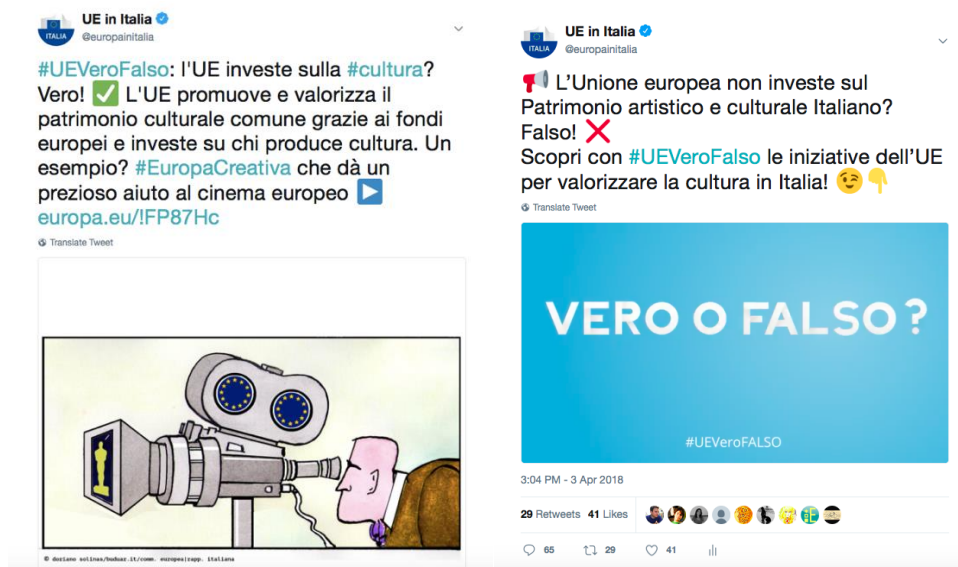 UE in Italia
@europainitalia
ITALIA
#UEVeroFalso: l'UE investe sulla #cultura?
Vero! ✅ L'UE promuove e valorizza il
patrimonio culturale comune grazie ai fondi
europei e investe su chi produce cultura. Un
esempio? #EuropaCreativa che dà un
prezioso aiuto al cinema europeo ▶️
europa.eu/!FP87Hc
Translate Tweet
© doriano solinas/buduar.it/comm. europea|rapp. italiana
UE in Italia
@europainitalia
ITALIA
📢 L’Unione europea non investe sul
Patrimonio artistico e culturale Italiano?
Falso! ❌
Scopri con #UEVeroFalso le iniziative dell’UE
per valorizzare la cultura in Italia! 😉👇
Translate Tweet
VERO O FALSO?
#UEVeroFALSO
3:04 PM - 3 Apr 2018
29 Retweets 41 Likes
65 29 41